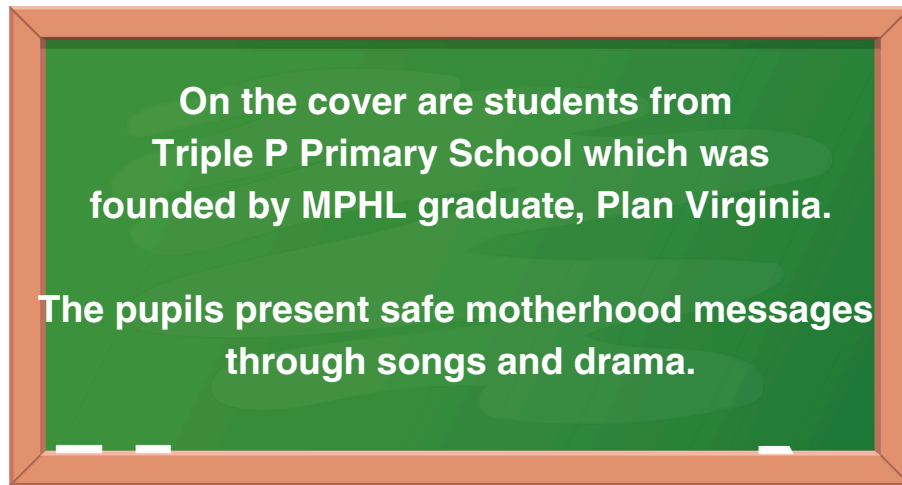 On the cover are students from
Triple P Primary School which was
founded by MPHL graduate, Plan Virginia.
The pupils present safe motherhood messages
through songs and drama.